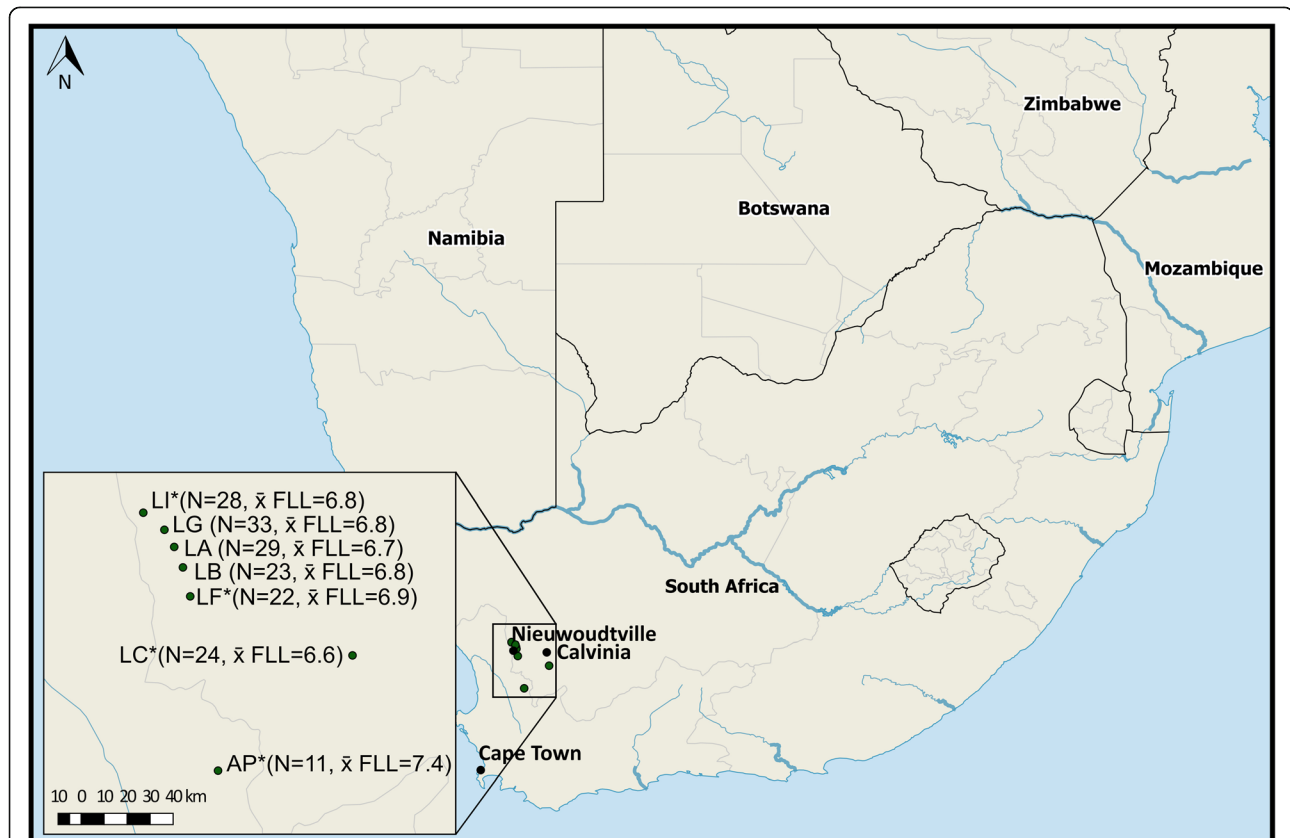 N
Zimbabwe
Botswana
Namibia
Mozambique
LI*(N=28, x̄ FLL=6.8)
LG (N=33, x̄ FLL=6.8)
LA (N=29, x̄ FLL=6.7)
LB (N=23, x̄ FLL=6.8)
LF*(N=22, x̄ FLL=6.9)
South Africa
Nieuwoudtville
Calvinia
LC*(N=24, x̄ FLL=6.6)
Cape Town
AP*(N=11, x̄ FLL=7.4)
10 0 10 20 30 40 km